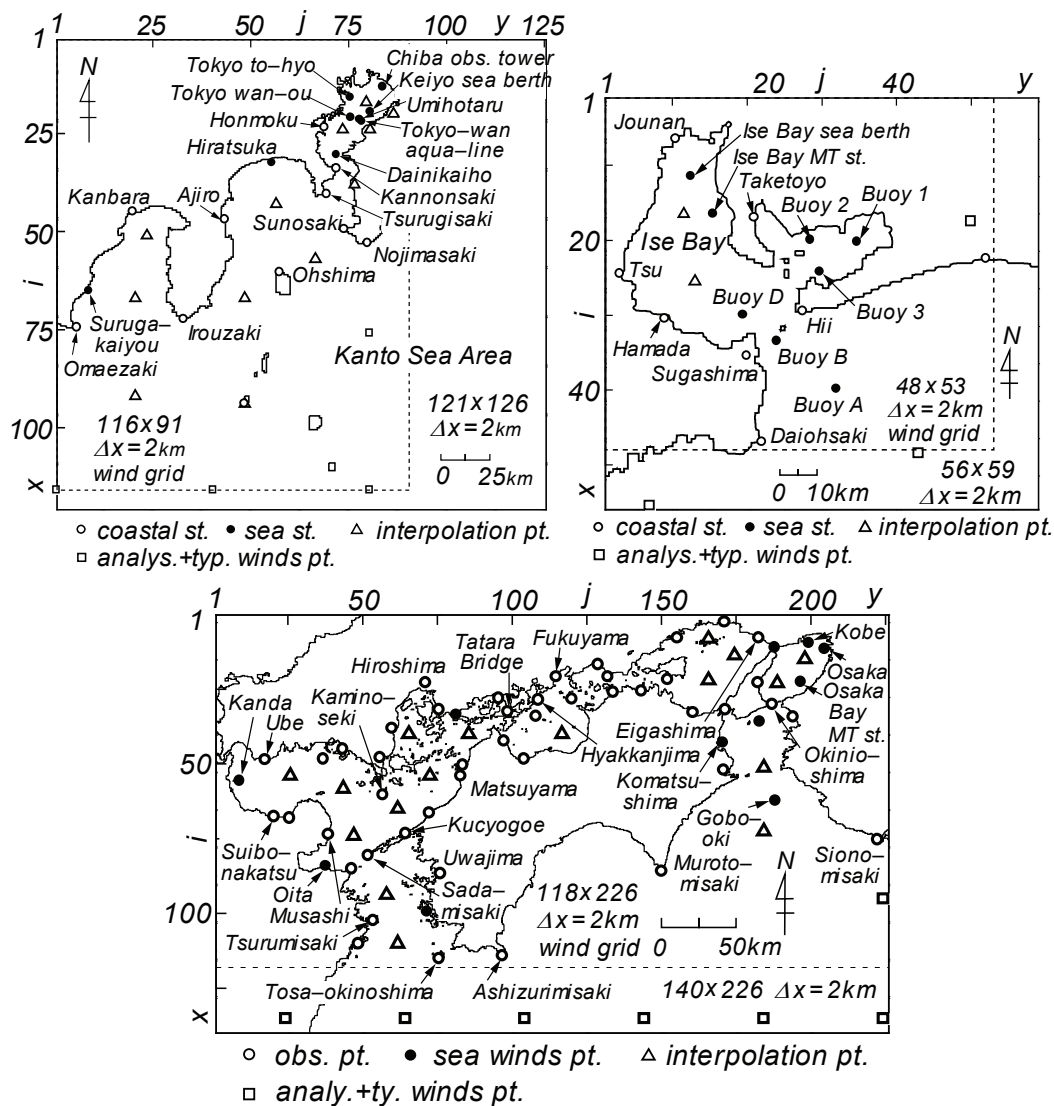 1 25 50 j 75 y 125
1
25
50
i
75
100
x
N
Chiba obs. tower
Tokyo to–hyo
Keiyo sea berth
Tokyo wan–ou
Umihotaru
Honmoku
Tokyo–wan
aqua–line
Hiratsuka
Dainikaiho
Kannonsaki
Kanbara
Ajiro
Sunosaki
Tsurugisaki
Nojimasaki
Ohshima
Suruga–
kaiyou
Irouzaki
Omaezaki
Kanto Sea Area
116x91
Δx=2km
wind grid
121x126
Δx=2km
0 25km
coastal st. sea st. interpolation pt.
analys.+typ. winds pt.
1 20 j 40 y
1
20
i
40
x
Jounan
Ise Bay sea berth
Ise Bay MT st.
Taketoyo
Buoy 2
Buoy 1
Ise Bay
Tsu
Buoy D
Hii
Buoy 3
N
Hamada
Buoy B
Sugashima
Buoy A
48x53
Δx=2km
wind grid
Daiohsaki
0 10km
56x59
Δx=2km
coastal st. sea st. interpolation pt.
analys.+typ. winds pt.
1 50 100 j 150 200 y
1
50
i
100
x
Tatara
Bridge
Fukuyama
Kobe
Hiroshima
Osaka
Kanda
Kamino–
seki
Ube
Osaka
Bay
MT st.
Eigashima
Hyakkanjima
Okinio–
shima
Komatsu–
shima
Matsuyama
Gobo–
oki
Kucyogoe
Suibo–
nakatsu
Uwajima
Muroto–
misaki
N
Siono–
misaki
Oita
Sada–
misaki
Musashi
118x226
Δx=2km
wind grid
0 50km
Tsurumisaki
Tosa–okinoshima
Ashizurimisaki
140x226 Δx=2km
obs. pt. sea winds pt. interpolation pt.
analy.+ty. winds pt.